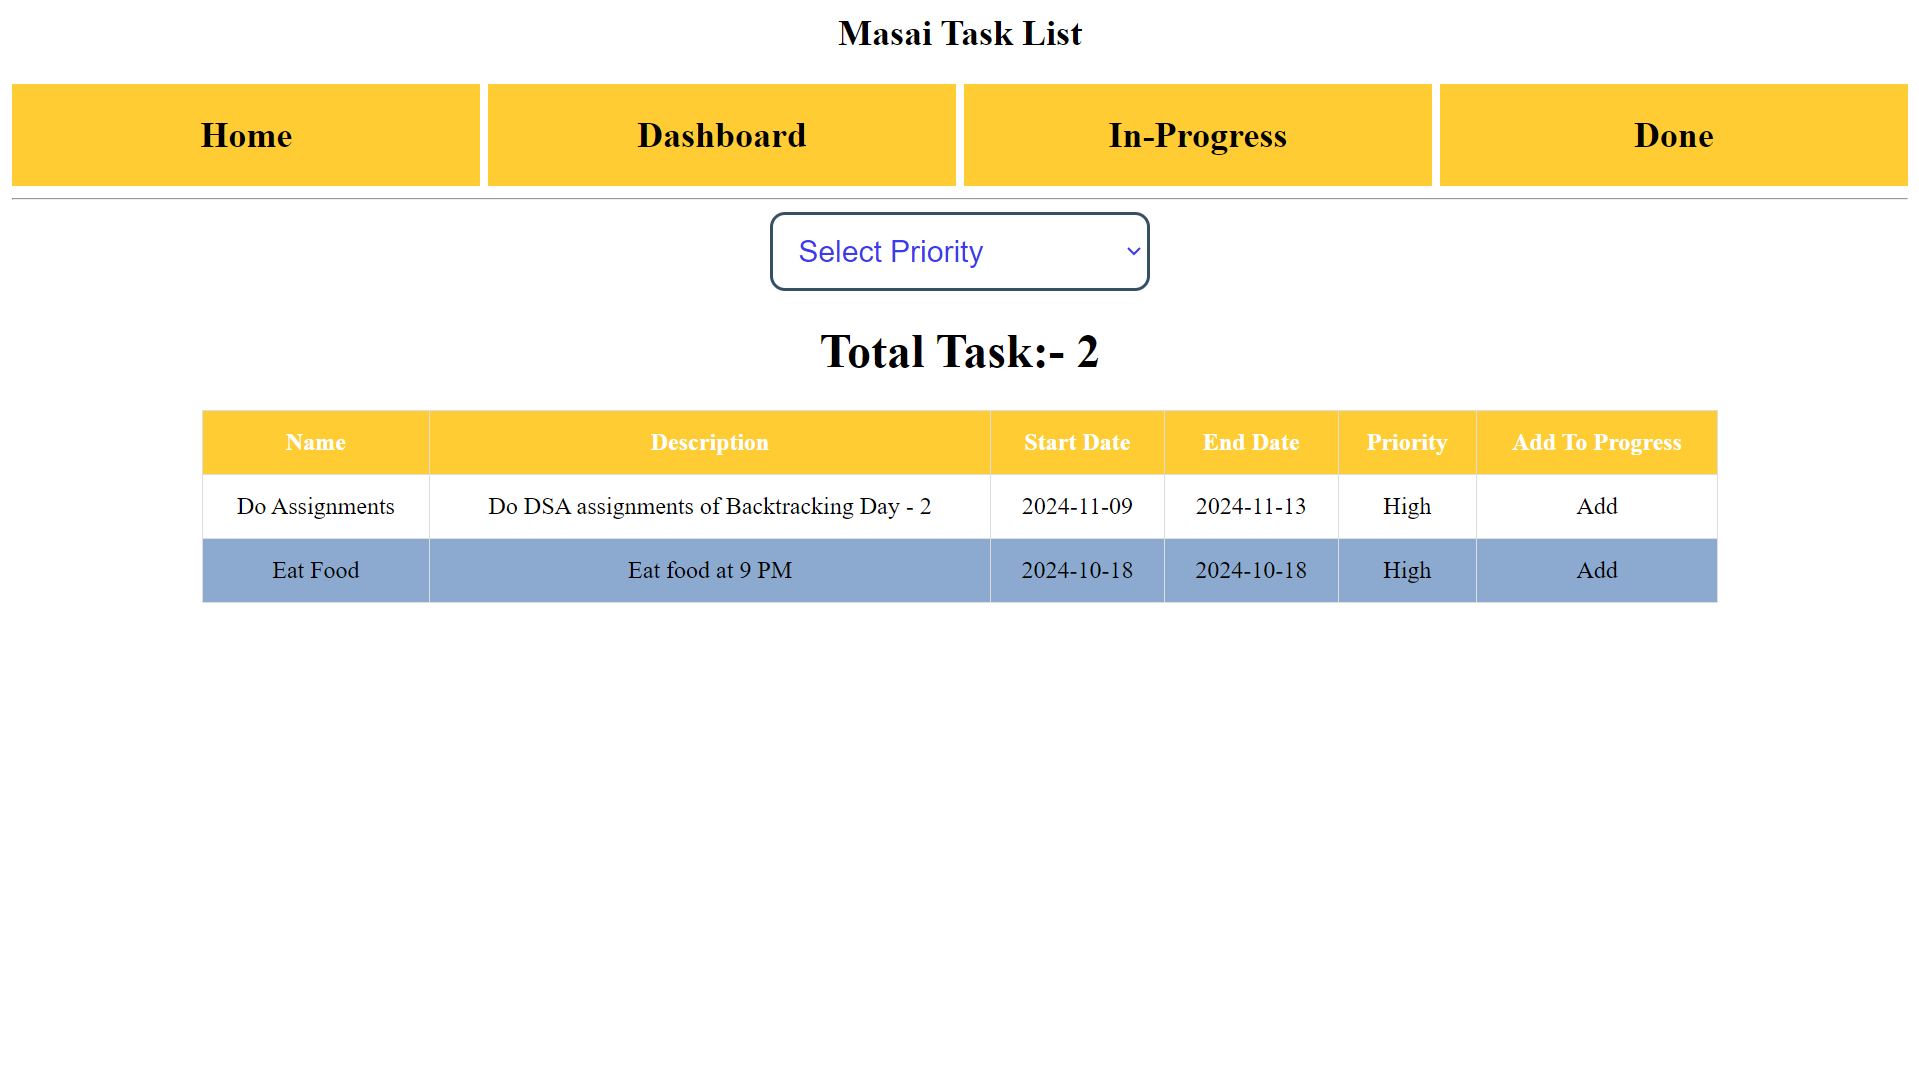 Masai Task List
Home Dashboard In-Progress Done
Select Priority
Total Task:- 2
Name Description Start Date End Date Priority Add To Progress
Do Assignments Do DSA assignments of Backtracking Day - 2 2024-11-09 2024-11-13 High Add
Eat Food Eat food at 9 PM 2024-10-18 2024-10-18 High Add